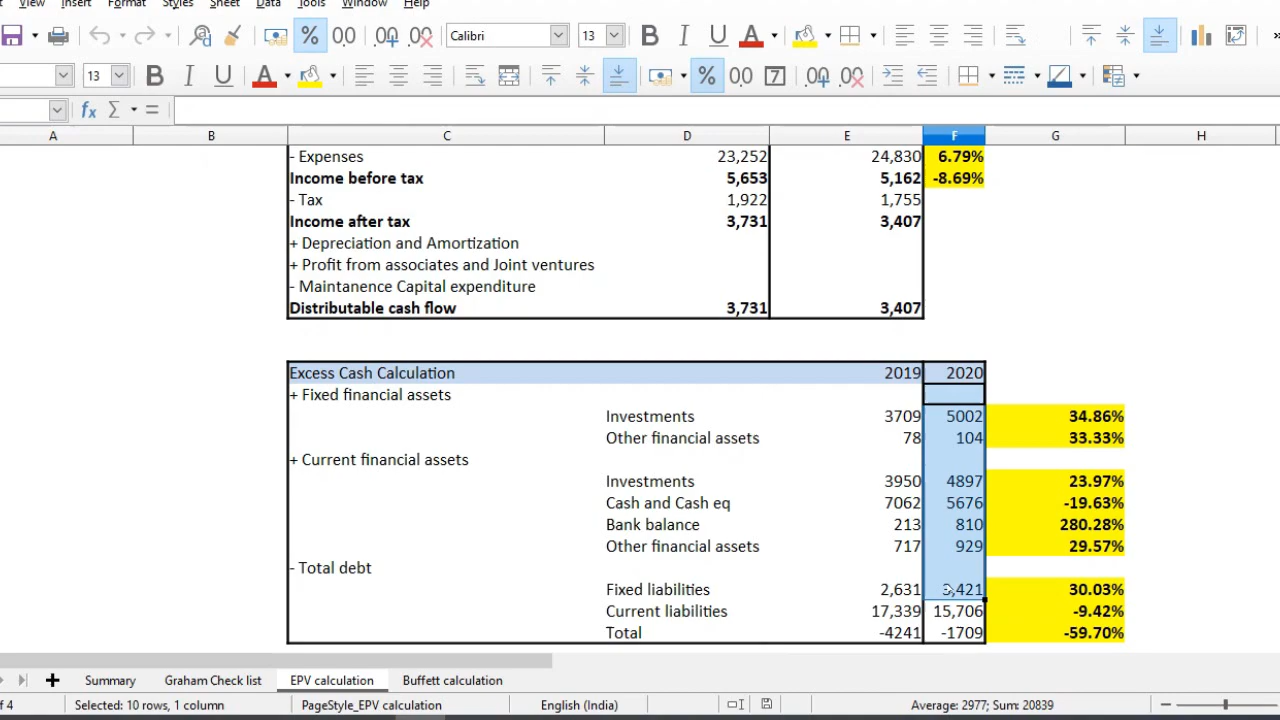 View Insert Format Styles Sheet Data Tools Window Help
Calibri 13
13
A B C D E F G H
- Expenses 23,252 24,830 6.79%
Income before tax 5,653 5,162 -8.69%
- Tax 1,922 1,755
Income after tax 3,731 3,407
+ Depreciation and Amortization
+ Profit from associates and Joint ventures
- Maintanence Capital expenditure
Distributable cash flow 3,731 3,407
Excess Cash Calculation 2019 2020
+ Fixed financial assets
Investments 3709 5002 34.86%
Other financial assets 78 104 33.33%
+ Current financial assets
Investments 3950 4897 23.97%
Cash and Cash eq 7062 5676 -19.63%
Bank balance 213 810 280.28%
Other financial assets 717 929 29.57%
- Total debt
Fixed liabilities 2,631 3,421 30.03%
Current liabilities 17,339 15,706 -9.42%
Total -4241 -1709 -59.70%
Summary Graham Check list EPV calculation Buffett calculation
of 4 Selected: 10 rows, 1 column PageStyle_EPV calculation English (India) Average: 2977; Sum: 20839